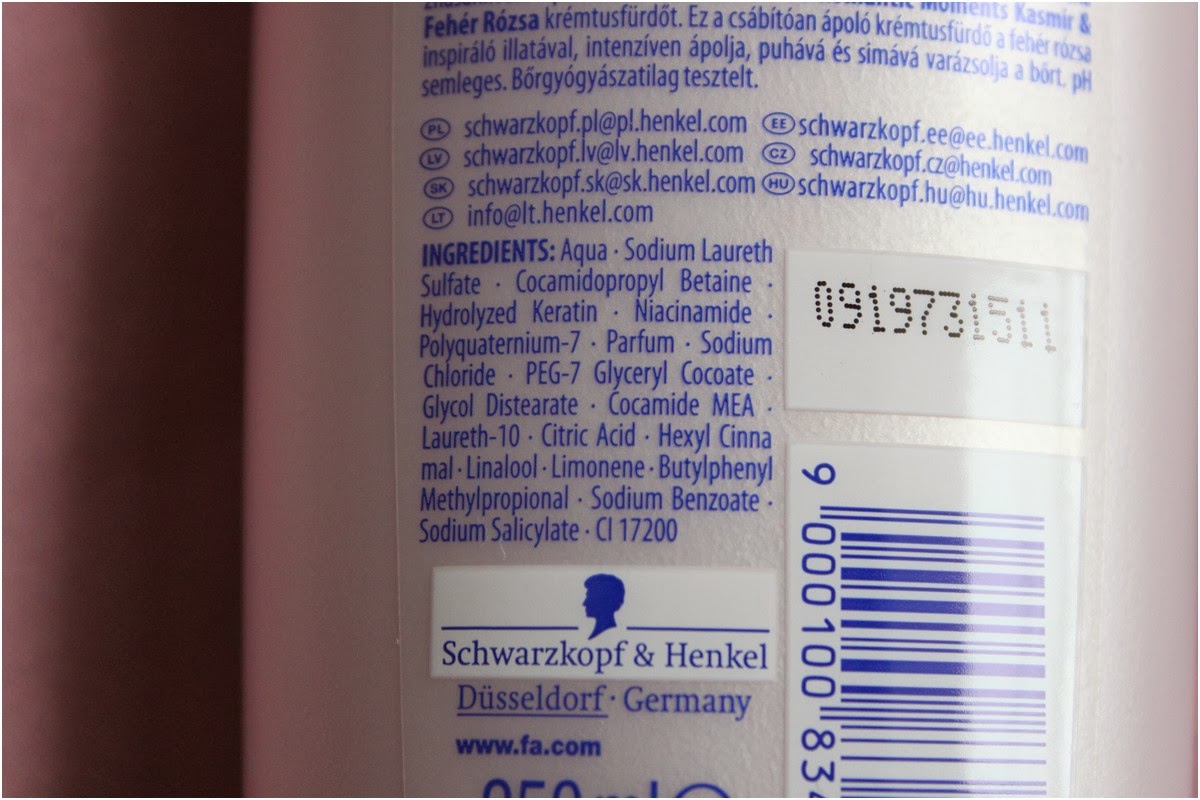 Moments Kasmír &
Fehér Rózsa krémtusfürdőt. Ez a csábítóan ápoló krémtusfürdő a fehér rózsa
inspiráló illatával, intenzíven ápolja, puhává és simává varázsolja a bőrt. pH
semleges. Bőrgyógyászatilag tesztelt.
PL schwarzkopf.pl@pl.henkel.com EE schwarzkopf.ee@ee.henkel.com
LV schwarzkopf.lv@lv.henkel.com CZ schwarzkopf.cz@henkel.com
SK schwarzkopf.sk@sk.henkel.com HU schwarzkopf.hu@hu.henkel.com
LT info@lt.henkel.com
INGREDIENTS: Aqua · Sodium Laureth
Sulfate · Cocamidopropyl Betaine ·
Hydrolyzed Keratin · Niacinamide ·
Polyquaternium-7 · Parfum · Sodium
Chloride · PEG-7 Glyceryl Cocoate ·
Glycol Distearate · Cocamide MEA ·
Laureth-10 · Citric Acid · Hexyl Cinna
mal · Linalool · Limonene · Butylphenyl
Methylpropional · Sodium Benzoate ·
Sodium Salicylate · CI 17200
0919731511
Schwarzkopf & Henkel
Düsseldorf · Germany
www.fa.com
9 000100 834